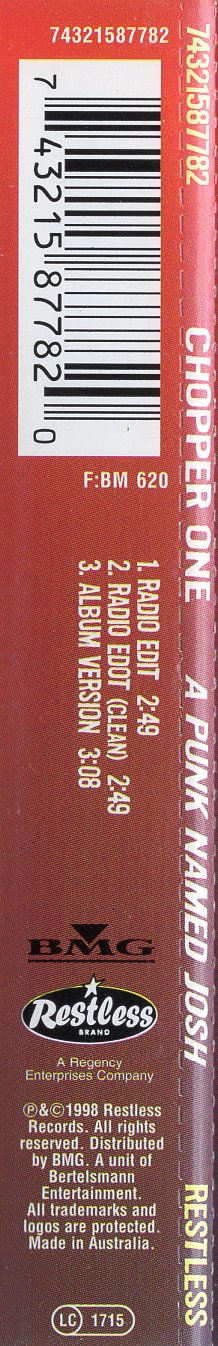 74321587782
7 43215 87782 0
F:BM 620
1. RADIO EDIT 2:49
2. RADIO EDOT (CLEAN) 2:49
3. ALBUM VERSION 3:08
BMG
Restless
BRAND
A Regency
Enterprises Company
℗&©1998 Restless
Records. All rights
reserved. Distributed
by BMG. A unit of
Bertelsmann
Entertainment.
All trademarks and
logos are protected.
Made in Australia.
LC 1715
74321587782 CHOPPER ONE A PUNK NAMED JOSH RESTLESS